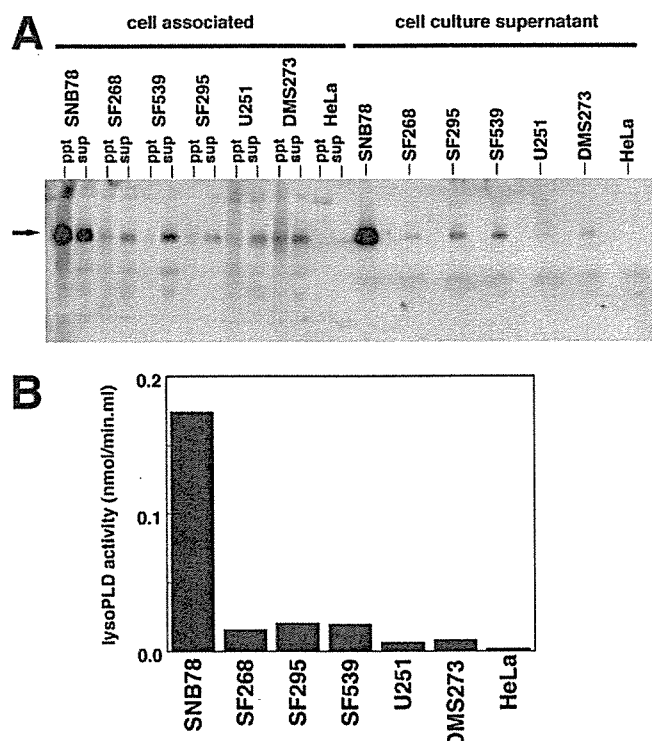 A
cell associated
cell culture supernatant
SNB78
SF268
SF539
SF295
U251
DMS273
HeLa
ppt
sup
ppt
sup
ppt
sup
ppt
sup
ppt
sup
ppt
sup
ppt
sup
SNB78
SF268
SF295
SF539
U251
DMS273
HeLa
B
lysoPLD activity (nmol/min.ml)
0.2
0.1
0.0
SNB78
SF268
SF295
SF539
U251
DMS273
HeLa